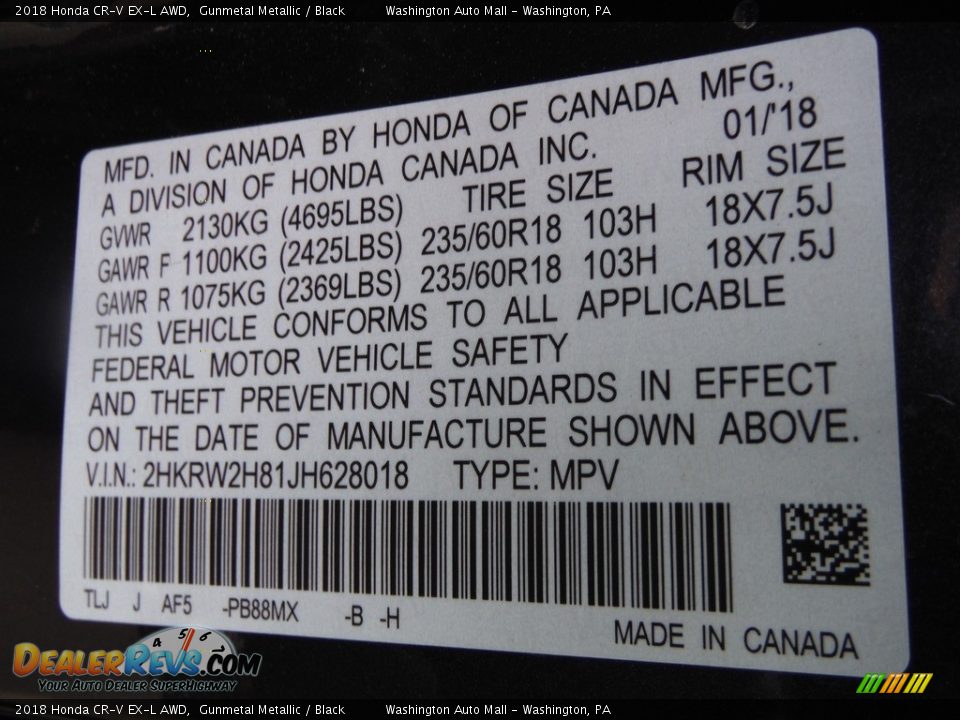 2018 Honda CR-V EX-L AWD, Gunmetal Metallic / Black Washington Auto Mall - Washington, PA
MFD. IN CANADA BY HONDA OF CANADA MFG.,
A DIVISION OF HONDA CANADA INC. 01/'18
GVWR 2130KG (4695LBS) TIRE SIZE RIM SIZE
GAWR F 1100KG (2425LBS) 235/60R18 103H 18X7.5J
GAWR R 1075KG (2369LBS) 235/60R18 103H 18X7.5J
THIS VEHICLE CONFORMS TO ALL APPLICABLE
FEDERAL MOTOR VEHICLE SAFETY
AND THEFT PREVENTION STANDARDS IN EFFECT
ON THE DATE OF MANUFACTURE SHOWN ABOVE.
V.I.N.: 2HKRW2H81JH628018 TYPE: MPV
TLJ J AF5 -PB88MX -B -H
MADE IN CANADA
4 5 6
DEALERREVS.COM
YOUR AUTO DEALER SUPERHIGHWAY
2018 Honda CR-V EX-L AWD, Gunmetal Metallic / Black Washington Auto Mall - Washington, PA